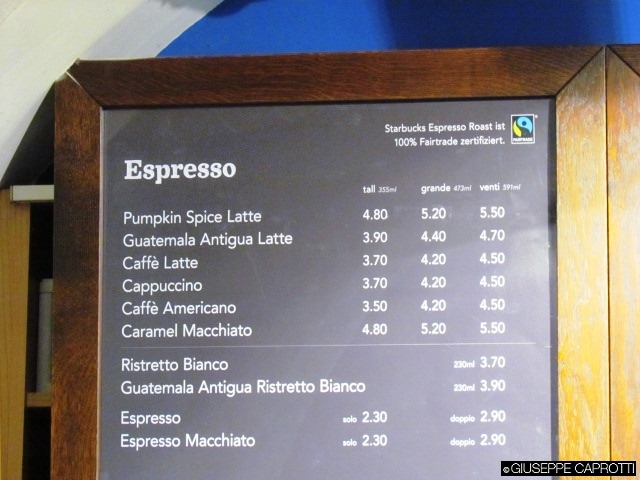 Starbucks Espresso Roast ist
100% Fairtrade zertifiziert.
FAIRTRADE
Espresso
tall 355ml grande 473ml venti 591ml
Pumpkin Spice Latte 4.80 5.20 5.50
Guatemala Antigua Latte 3.90 4.40 4.70
Caffè Latte 3.70 4.20 4.50
Cappuccino 3.70 4.20 4.50
Caffè Americano 3.50 4.20 4.50
Caramel Macchiato 4.80 5.20 5.50
Ristretto Bianco 230ml 3.70
Guatemala Antigua Ristretto Bianco 230ml 3.90
Espresso solo 2.30 doppio 2.90
Espresso Macchiato solo 2.30 doppio 2.90
©GIUSEPPE CAPROTTI